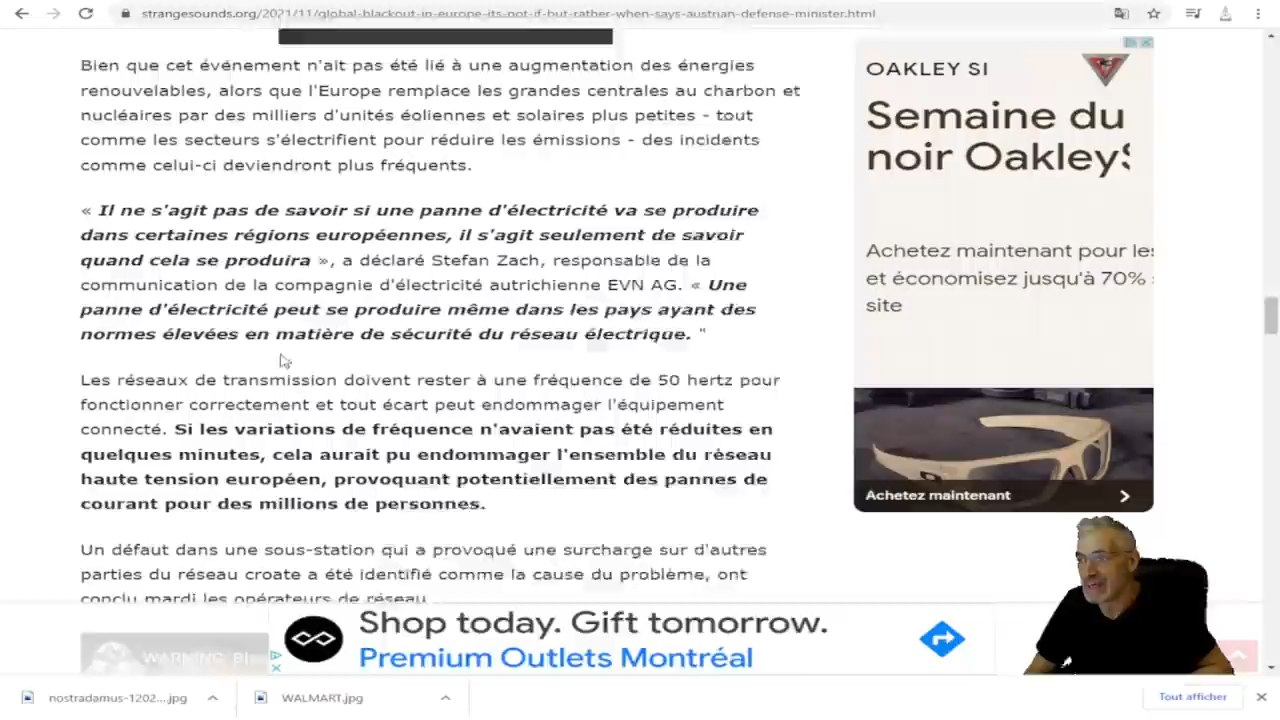 strangesounds.org/2021/11/global-blackout-in-europe-its-not-if-but-rather-when-says-austrian-defense-minister.html
Bien que cet événement n'ait pas été lié à une augmentation des énergies
renouvelables, alors que l'Europe remplace les grandes centrales au charbon et
nucléaires par des milliers d'unités éoliennes et solaires plus petites - tout
comme les secteurs s'électrifient pour réduire les émissions - des incidents
comme celui-ci deviendront plus fréquents.
« Il ne s'agit pas de savoir si une panne d'électricité va se produire
dans certaines régions européennes, il s'agit seulement de savoir
quand cela se produira », a déclaré Stefan Zach, responsable de la
communication de la compagnie d'électricité autrichienne EVN AG. « Une
panne d'électricité peut se produire même dans les pays ayant des
normes élevées en matière de sécurité du réseau électrique. "
Les réseaux de transmission doivent rester à une fréquence de 50 hertz pour
fonctionner correctement et tout écart peut endommager l'équipement
connecté. Si les variations de fréquence n'avaient pas été réduites en
quelques minutes, cela aurait pu endommager l'ensemble du réseau
haute tension européen, provoquant potentiellement des pannes de
courant pour des millions de personnes.
Un défaut dans une sous-station qui a provoqué une surcharge sur d'autres
parties du réseau croate a été identifié comme la cause du problème, ont
conclu mardi les opérateurs de réseau.
OAKLEY SI
Semaine du
noir OakleyS
Achetez maintenant pour les
et économisez jusqu'à 70%
site
Achetez maintenant
WARNING: BI
Shop today. Gift tomorrow.
Premium Outlets Montréal
nostradamus-1202....jpg
WALMART.jpg
Tout afficher